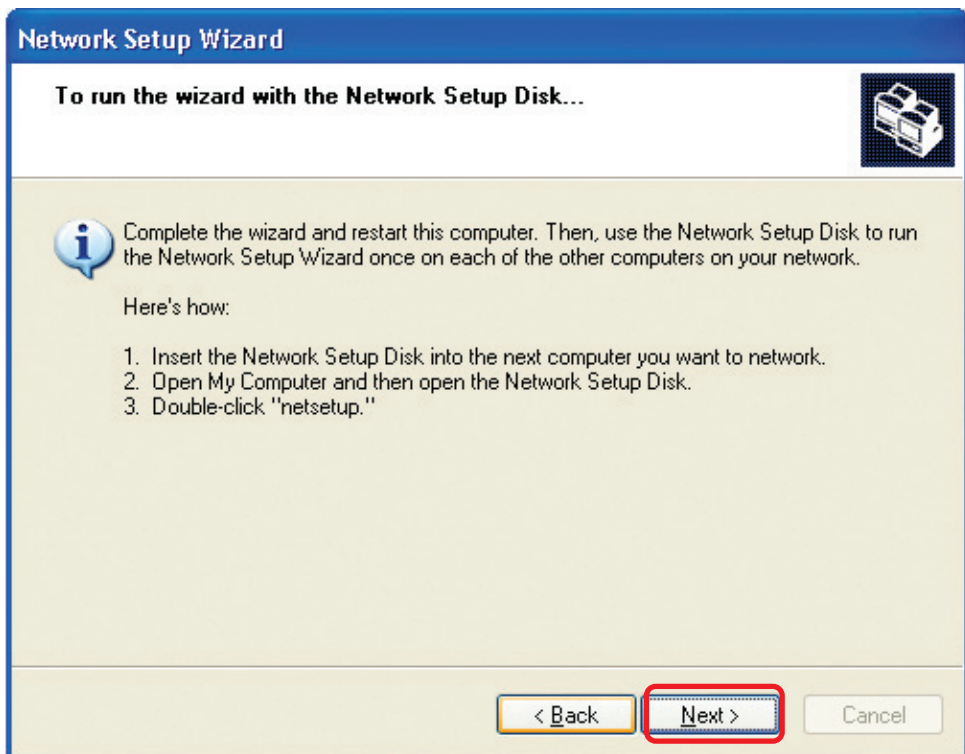 Network Setup Wizard
To run the wizard with the Network Setup Disk...
Complete the wizard and restart this computer. Then, use the Network Setup Disk to run
the Network Setup Wizard once on each of the other computers on your network.
Here's how:
1. Insert the Network Setup Disk into the next computer you want to network.
2. Open My Computer and then open the Network Setup Disk.
3. Double-click "netsetup."
< Back
Next >
Cancel